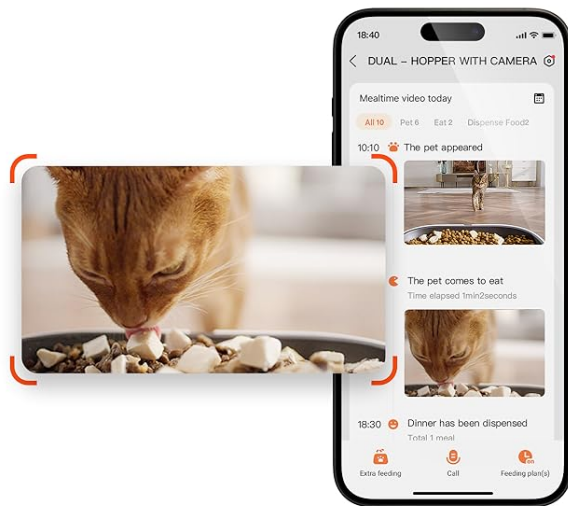 18:40
DUAL – HOPPER WITH CAMERA
Mealtime video today
All 10 Pet 6 Eat 2 Dispense Food2
10:10 The pet appeared
The pet comes to eat
Time elapsed 1min2seconds
18:30 Dinner has been dispensed
Total 1 meal
Extra feeding Call Feeding plan(s)